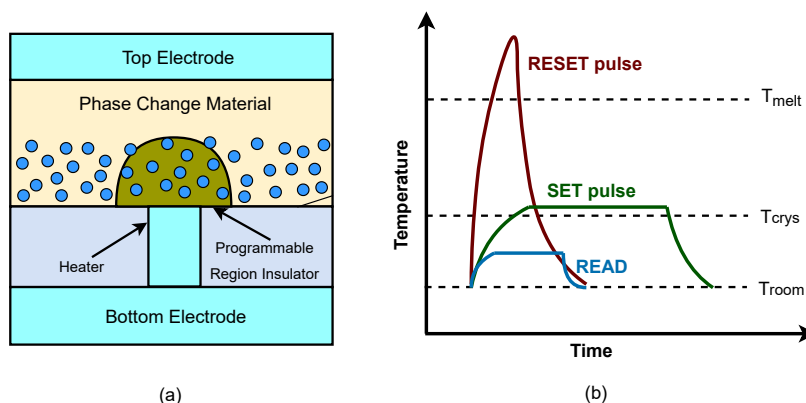 Top Electrode
Phase Change Material
Heater
Programmable
Region Insulator
Bottom Electrode
(a)
Temperature
RESET pulse
Tmelt
SET pulse
Tcrys
READ
Troom
Time
(b)